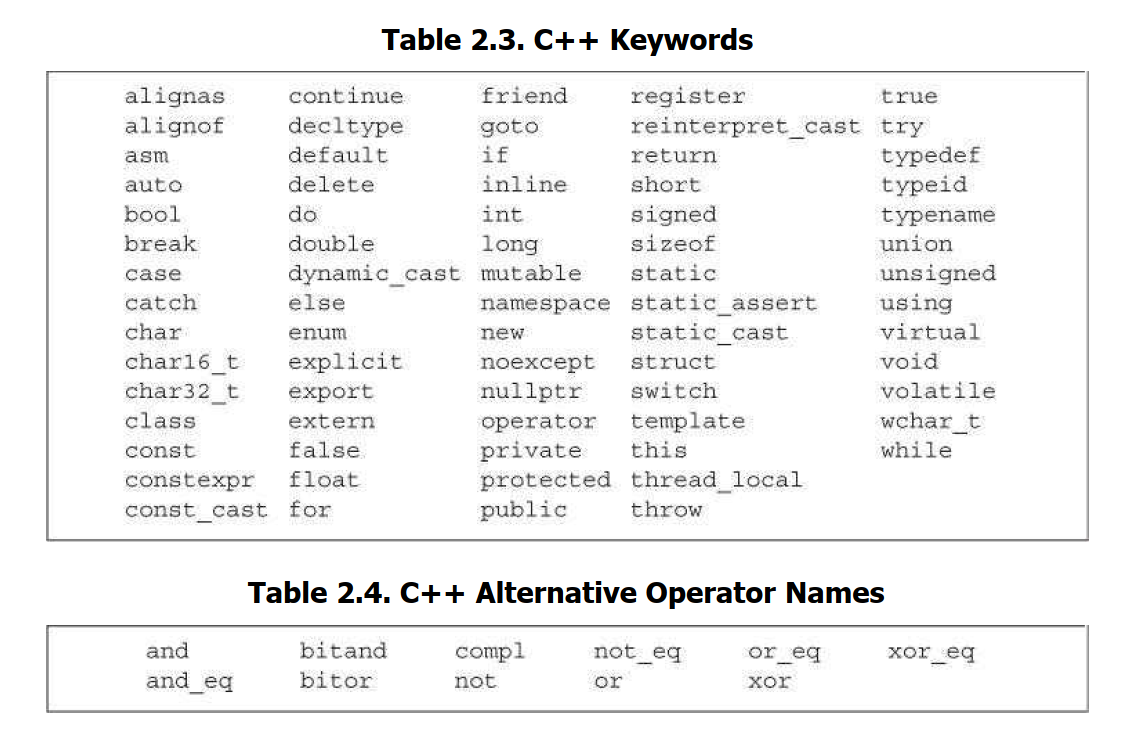 Table 2.3. C++ Keywords
alignas continue friend register true
alignof decltype goto reinterpret_cast try
asm default if return typedef
auto delete inline short typeid
bool do int signed typename
break double long sizeof union
case dynamic_cast mutable static unsigned
catch else namespace static_assert using
char enum new static_cast virtual
char16_t explicit noexcept struct void
char32_t export nullptr switch volatile
class extern operator template wchar_t
const false private this while
constexpr float protected thread_local
const_cast for public throw
Table 2.4. C++ Alternative Operator Names
and bitand compl not_eq or_eq xor_eq
and_eq bitor not or xor